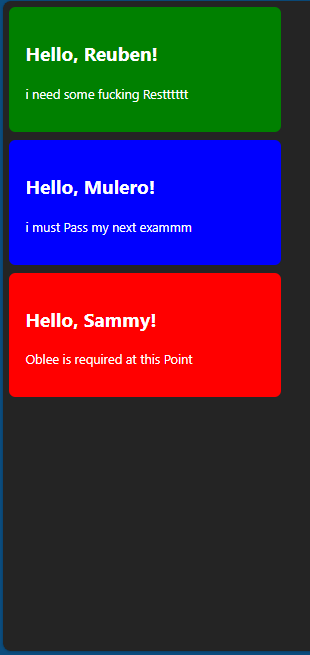 Hello, Reuben!
i need some fucking Restttttt
Hello, Mulero!
i must Pass my next exammm
Hello, Sammy!
Oblee is required at this Point